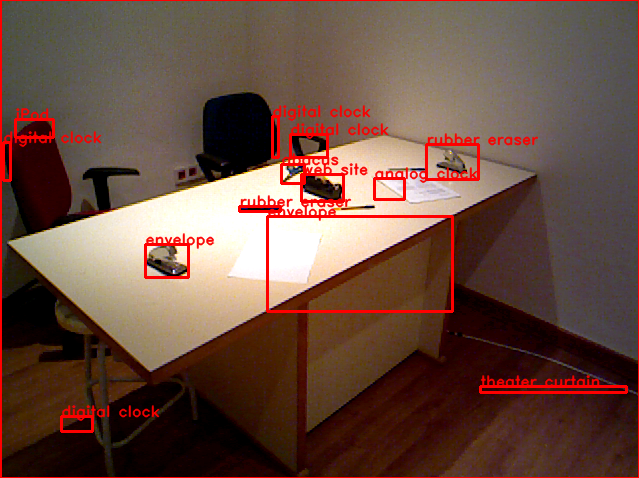 iPod
digital clock
digital clock
digital clock
rubber eraser
abacus
web site
analog clock
rubber eraser
envelope
envelope
theater curtain
digital clock